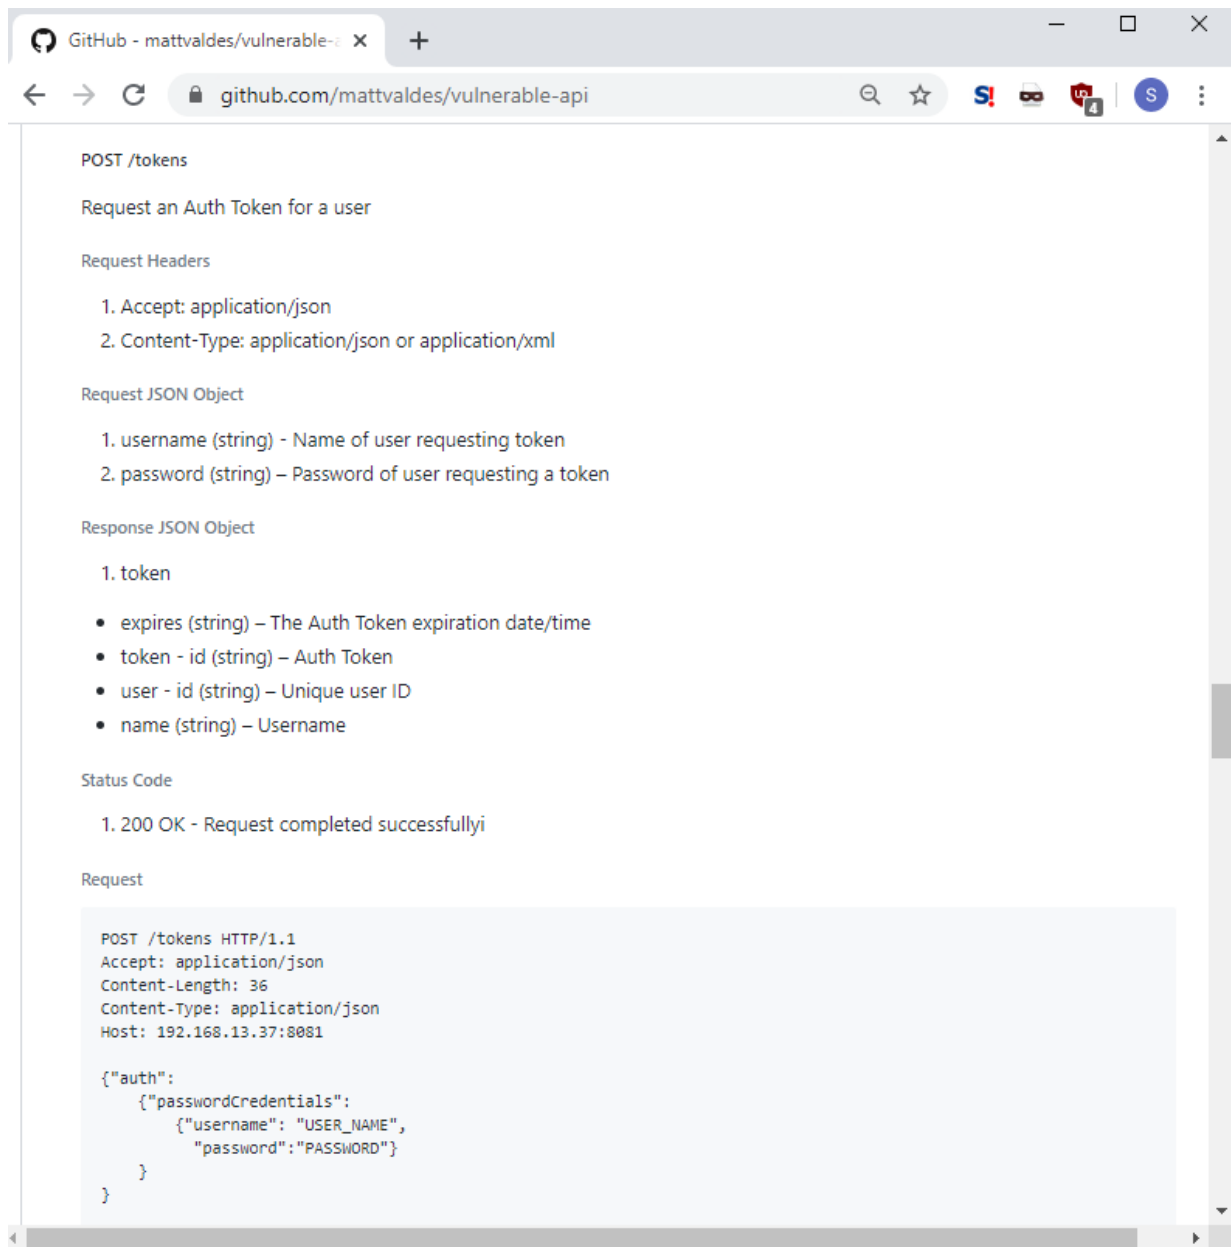 GitHub - mattvaldes/vulnerable-a
github.com/mattvaldes/vulnerable-api
S!
4
S
POST /tokens
Request an Auth Token for a user
Request Headers
1. Accept: application/json
2. Content-Type: application/json or application/xml
Request JSON Object
1. username (string) - Name of user requesting token
2. password (string) – Password of user requesting a token
Response JSON Object
1. token
• expires (string) – The Auth Token expiration date/time
• token - id (string) – Auth Token
• user - id (string) – Unique user ID
• name (string) – Username
Status Code
1. 200 OK - Request completed successfullyi
Request
POST /tokens HTTP/1.1
Accept: application/json
Content-Length: 36
Content-Type: application/json
Host: 192.168.13.37:8081
{"auth":
    {"passwordCredentials":
        {"username": "USER_NAME",
          "password":"PASSWORD"}
    }
}